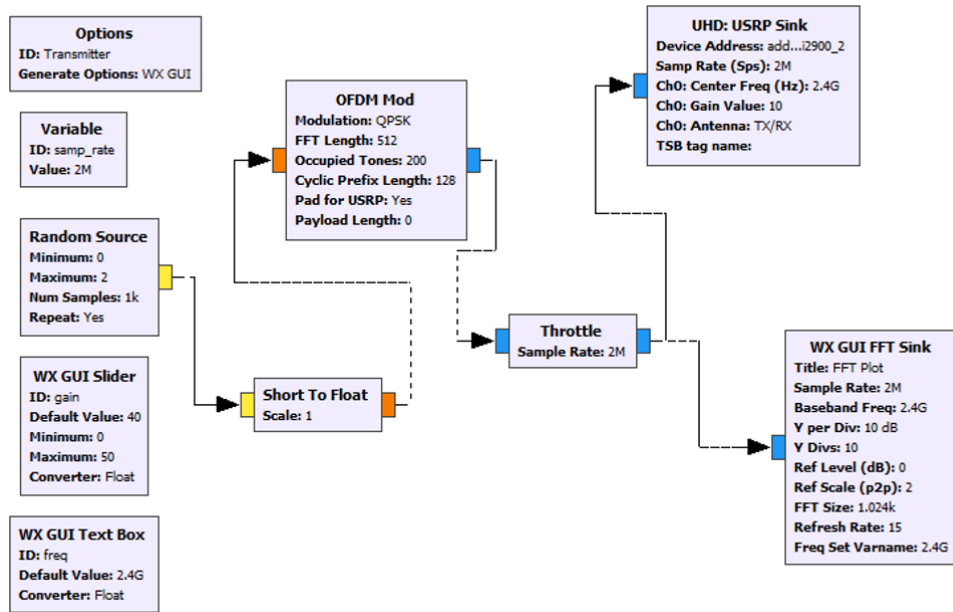 Options
ID: Transmitter
Generate Options: WX GUI
Variable
ID: samp_rate
Value: 2M
Random Source
Minimum: 0
Maximum: 2
Num Samples: 1k
Repeat: Yes
WX GUI Slider
ID: gain
Default Value: 40
Minimum: 0
Maximum: 50
Converter: Float
WX GUI Text Box
ID: freq
Default Value: 2.4G
Converter: Float
Short To Float
Scale: 1
OFDM Mod
Modulation: QPSK
FFT Length: 512
Occupied Tones: 200
Cyclic Prefix Length: 128
Pad for USRP: Yes
Payload Length: 0
Throttle
Sample Rate: 2M
UHD: USRP Sink
Device Address: add...i2900_2
Samp Rate (Sps): 2M
Ch0: Center Freq (Hz): 2.4G
Ch0: Gain Value: 10
Ch0: Antenna: TX/RX
TSB tag name:
WX GUI FFT Sink
Title: FFT Plot
Sample Rate: 2M
Baseband Freq: 2.4G
Y per Div: 10 dB
Y Divs: 10
Ref Level (dB): 0
Ref Scale (p2p): 2
FFT Size: 1.024k
Refresh Rate: 15
Freq Set Varname: 2.4G